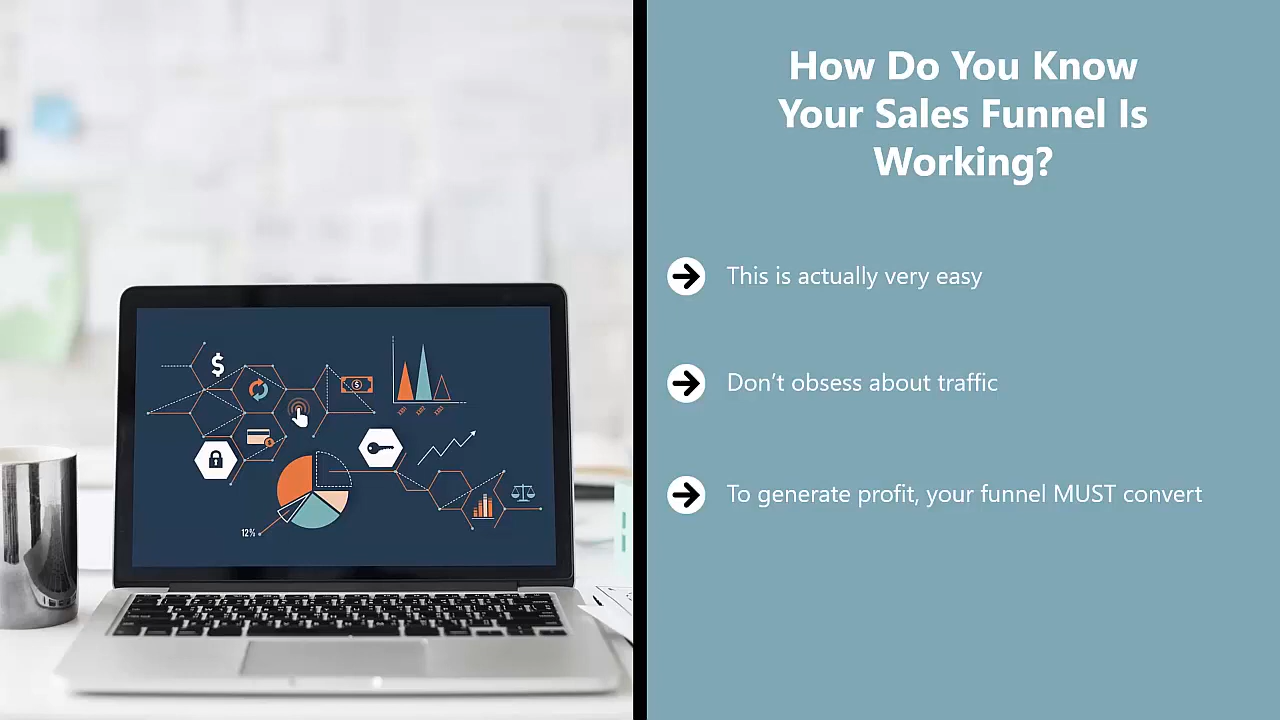 How Do You Know
Your Sales Funnel Is
Working?
This is actually very easy
Don't obsess about traffic
To generate profit, your funnel MUST convert
$
$
12%